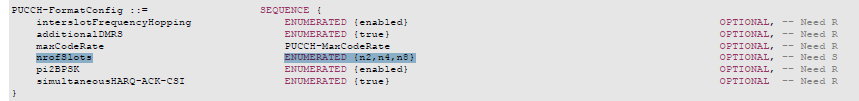 PUCCH-FormatConfig ::= SEQUENCE {
interslotFrequencyHopping ENUMERATED {enabled} OPTIONAL, -- Need R
additionalDMRS ENUMERATED {true} OPTIONAL, -- Need R
maxCodeRate PUCCH-MaxCodeRate OPTIONAL, -- Need R
nrofSlots ENUMERATED {n2,n4,n8} OPTIONAL, -- Need S
pi2BPSK ENUMERATED {enabled} OPTIONAL, -- Need R
simultaneousHARQ-ACK-CSI ENUMERATED {true} OPTIONAL, -- Need R
}